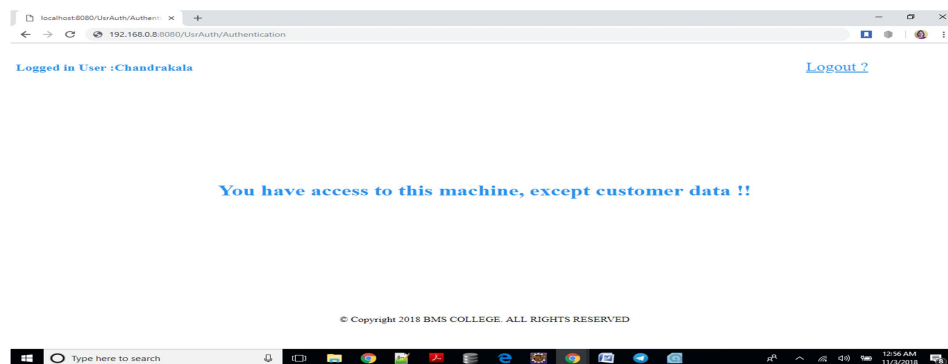 localhost:8080/UsrAuth/Authenti
192.168.0.8:8080/UsrAuth/Authentication
Logged in User :Chandrakala
Logout ?
You have access to this machine, except customer data !!
© Copyright 2018 BMS COLLEGE. ALL RIGHTS RESERVED
Type here to search
12:56 AM
11/3/2018